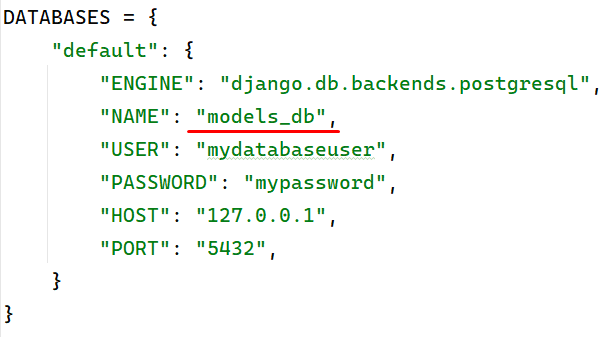 DATABASES = {
    "default": {
        "ENGINE": "django.db.backends.postgresql",
        "NAME": "models_db",
        "USER": "mydatabaseuser",
        "PASSWORD": "mypassword",
        "HOST": "127.0.0.1",
        "PORT": "5432",
    }
}